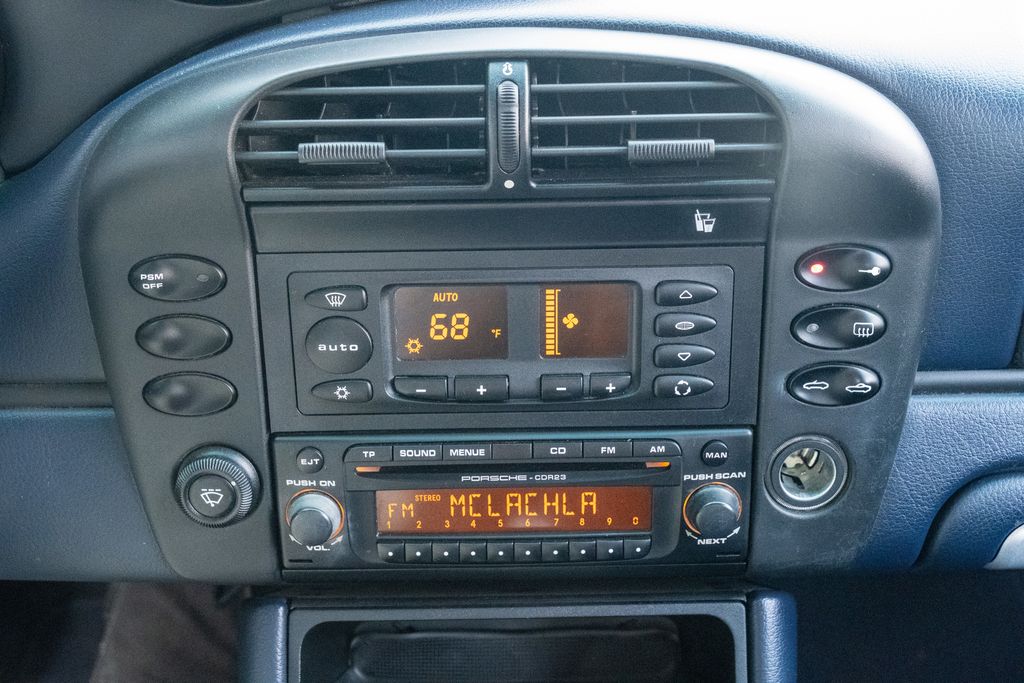 PSM
OFF
AUTO
68 °F
auto
− + − +
EJT
TP SOUND MENUE CD FM AM
MAN
PORSCHE - CDR23
PUSH ON
PUSH SCAN
STEREO
FM MCLACHLA
1 2 3 4 5 6 7 8 9 0
VOL.
NEXT